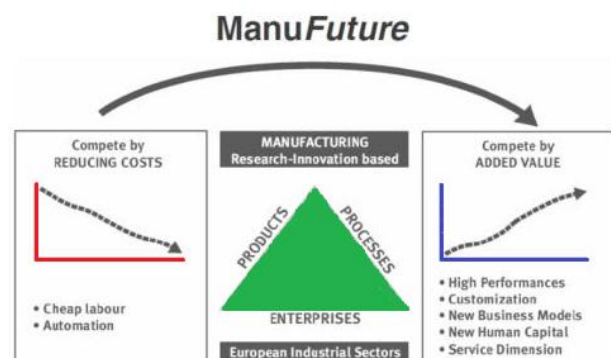 ManuFuture
Compete by
REDUCING COSTS
• Cheap labour
• Automation
MANUFACTURING
Research-Innovation based
PRODUCTS
PROCESSES
ENTERPRISES
European Industrial Sectors
Compete by
ADDED VALUE
• High Performances
• Customization
• New Business Models
• New Human Capital
• Service Dimension